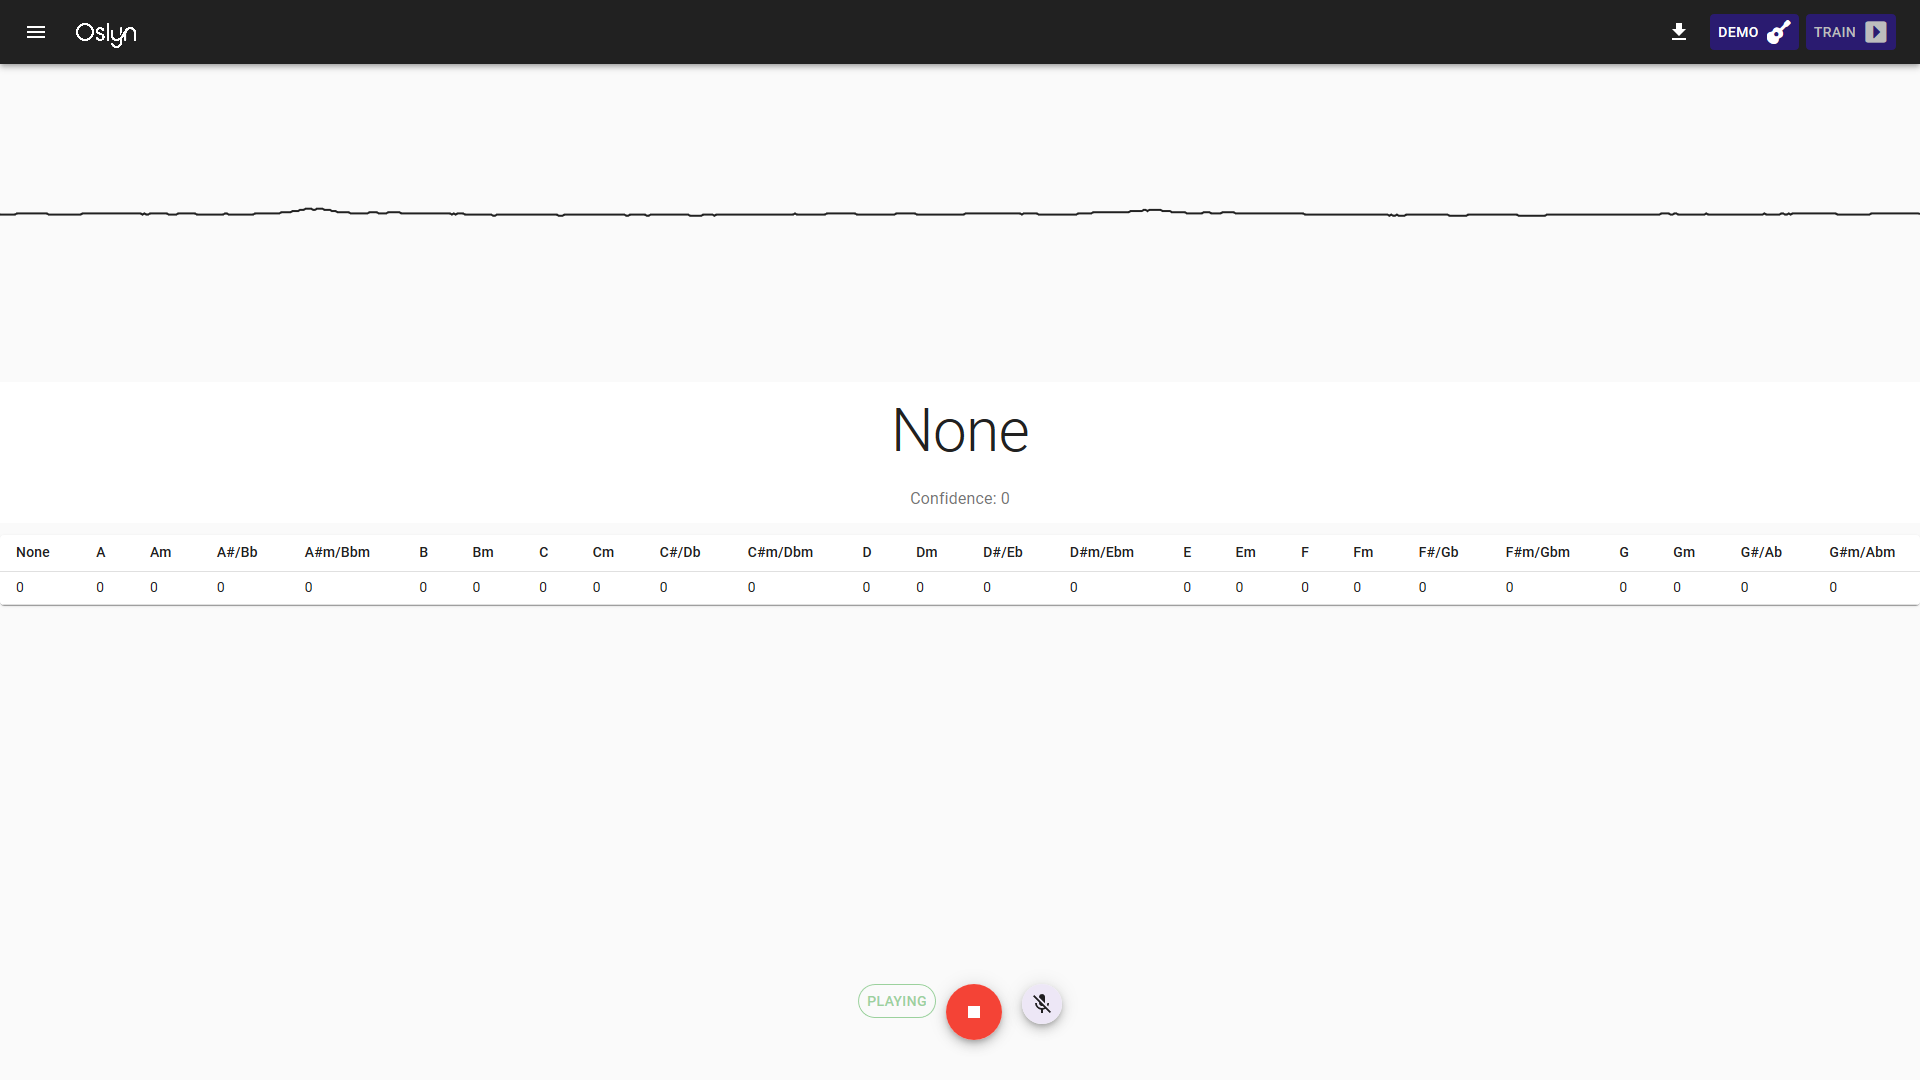 Oslyn DEMO TRAIN
None
Confidence: 0
None A Am A#/Bb A#m/Bbm B Bm C Cm C#/Db C#m/Dbm D Dm D#/Eb D#m/Ebm E Em F Fm F#/Gb F#m/Gbm G Gm G#/Ab G#m/Abm
0 0 0 0 0 0 0 0 0 0 0 0 0 0 0 0 0 0 0 0 0 0 0 0 0
PLAYING